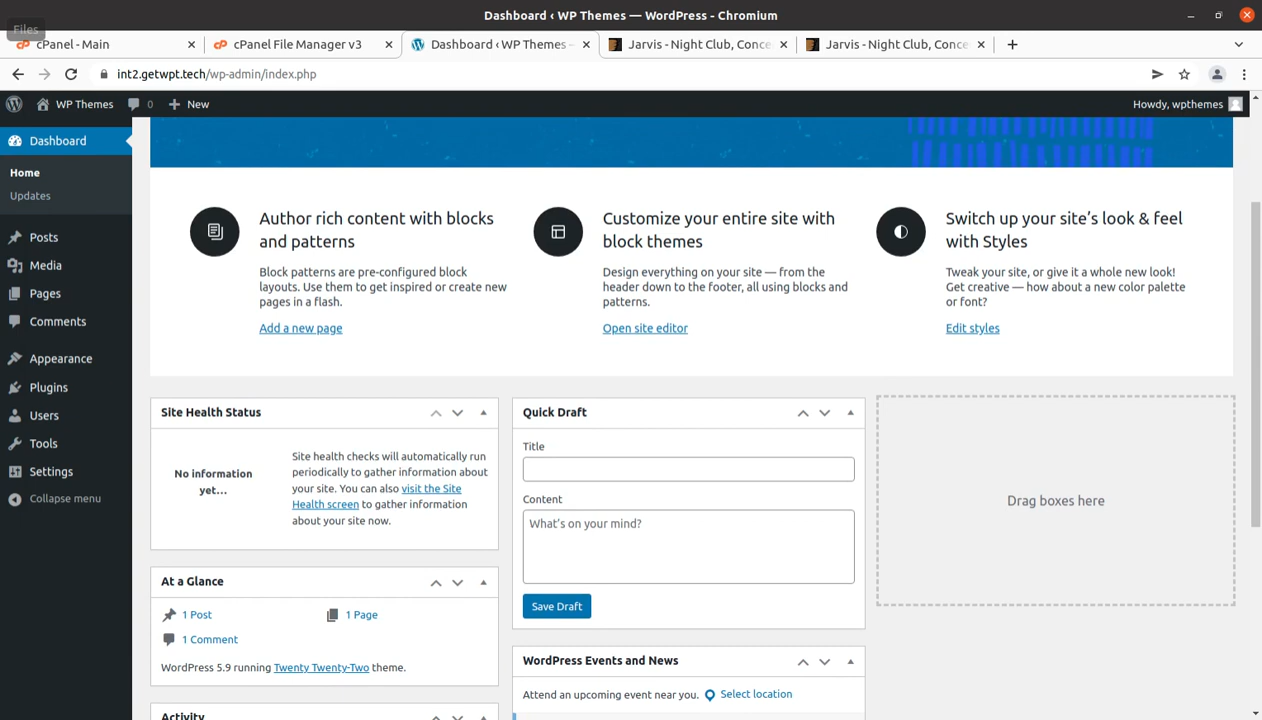 Dashboard ‹ WP Themes — WordPress - Chromium
Files
cPanel - Main
cPanel File Manager v3
Dashboard ‹ WP Themes –
Jarvis - Night Club, Conce
Jarvis - Night Club, Conce
int2.getwpt.tech/wp-admin/index.php
WP Themes
0
New
Howdy, wpthemes
Dashboard
Home
Updates
Posts
Media
Pages
Comments
Appearance
Plugins
Users
Tools
Settings
Collapse menu
Author rich content with blocks
and patterns
Block patterns are pre-configured block
layouts. Use them to get inspired or create new
pages in a flash.
Add a new page
Customize your entire site with
block themes
Design everything on your site — from the
header down to the footer, all using blocks and
patterns.
Open site editor
Switch up your site’s look & feel
with Styles
Tweak your site, or give it a whole new look!
Get creative — how about a new color palette
or font?
Edit styles
Site Health Status
No information
yet…
Site health checks will automatically run
periodically to gather information about
your site. You can also visit the Site
Health screen to gather information
about your site now.
At a Glance
1 Post
1 Page
1 Comment
WordPress 5.9 running Twenty Twenty-Two theme.
Activity
Quick Draft
Title
Content
What’s on your mind?
Save Draft
WordPress Events and News
Attend an upcoming event near you.
Select location
Drag boxes here